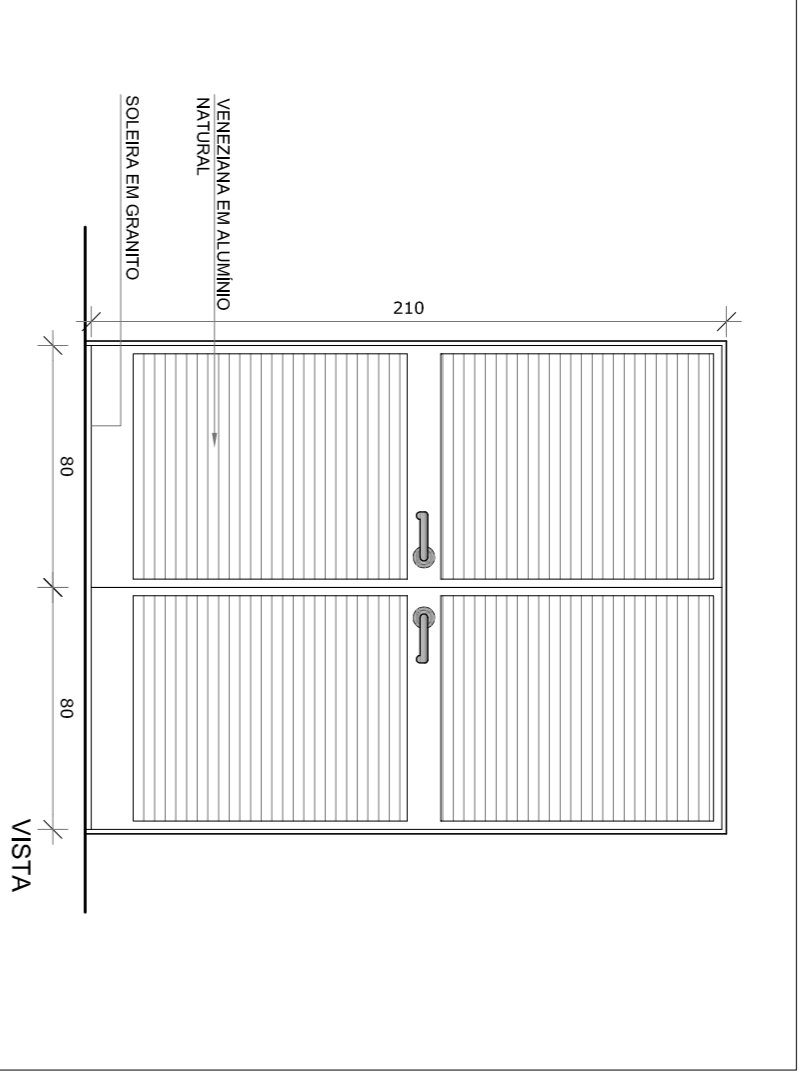 210
VENEZIANA EM ALUMÍNIO
NATURAL
SOLEIRA EM GRANITO
80
80
VISTA